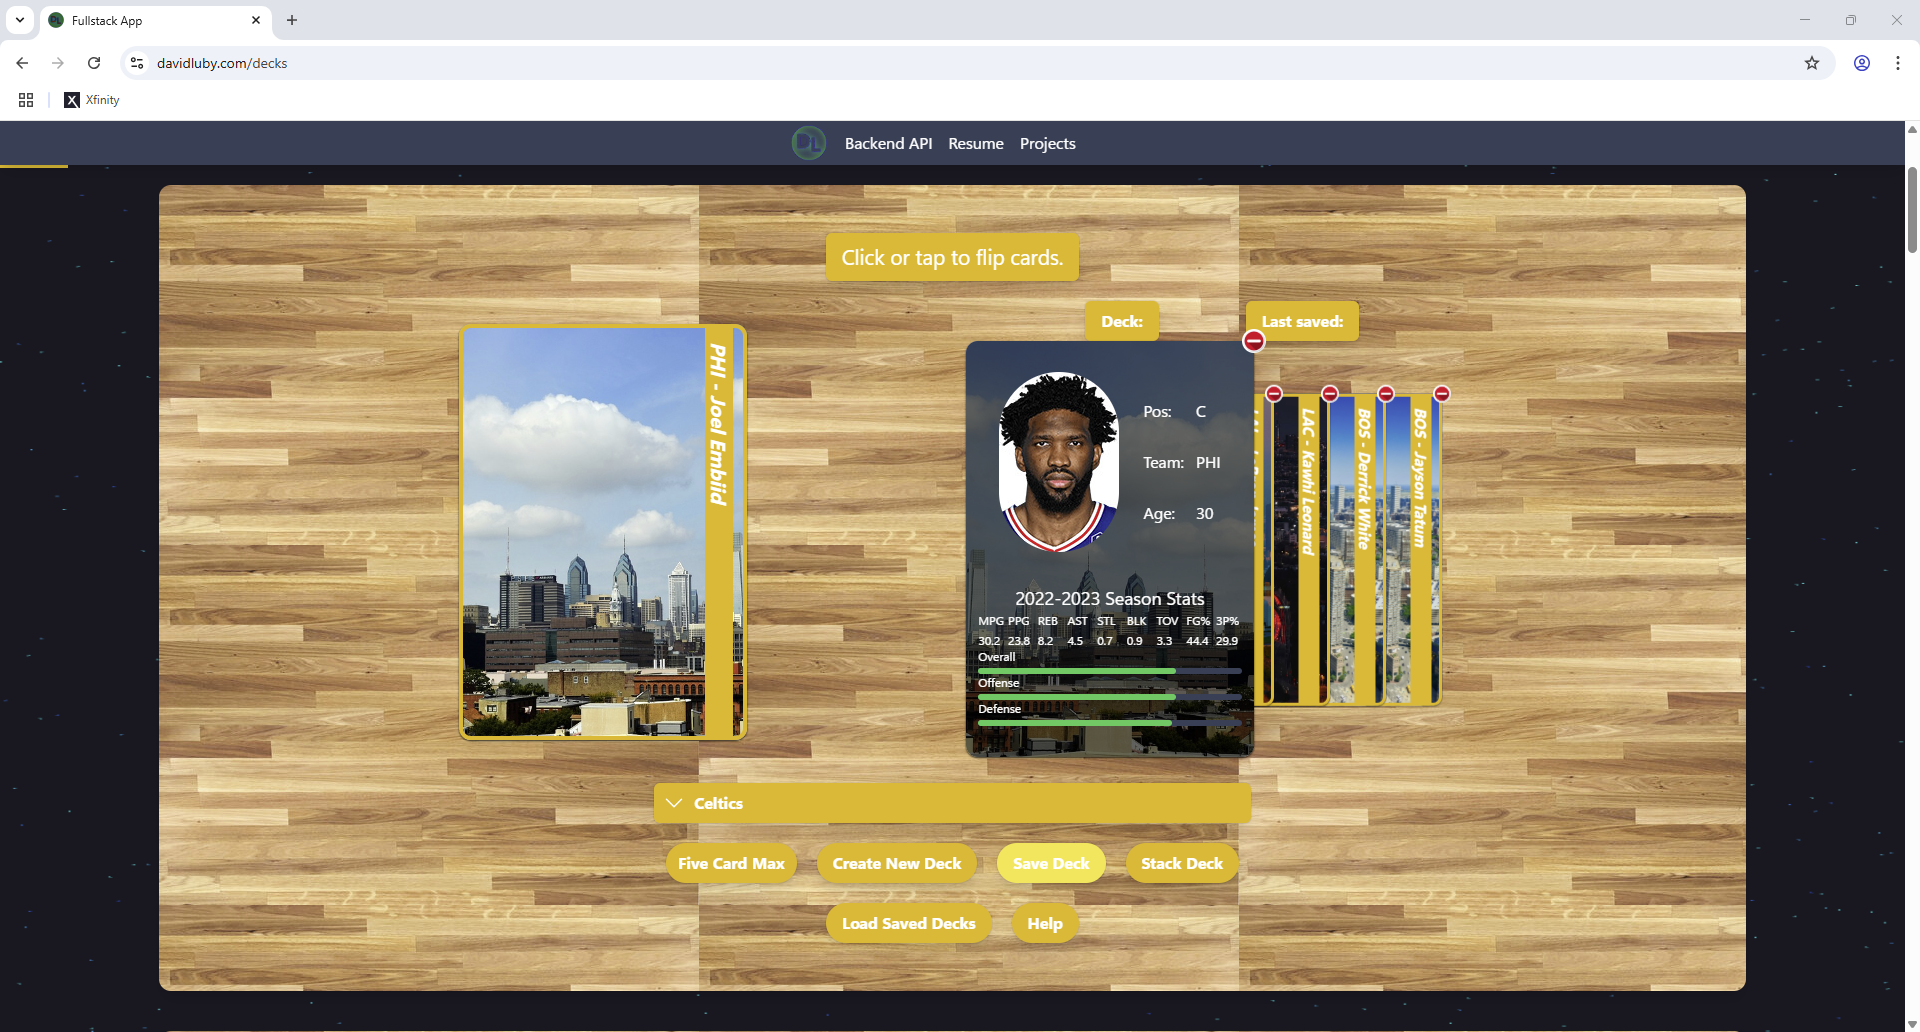 Fullstack App
davidluby.com/decks
Xfinity
DL
Backend API Resume Projects
Click or tap to flip cards.
Deck:
Last saved:
PHI - Joel Embiid
Pos: C
Team: PHI
Age: 30
2022-2023 Season Stats
MPG PPG REB AST STL BLK TOV FG% 3P%
30.2 23.8 8.2 4.5 0.7 0.9 3.3 44.4 29.9
Overall
Offense
Defense
LAC - Kawhi Leonard
BOS - Derrick White
BOS - Jayson Tatum
Celtics
Five Card Max
Create New Deck
Save Deck
Stack Deck
Load Saved Decks
Help